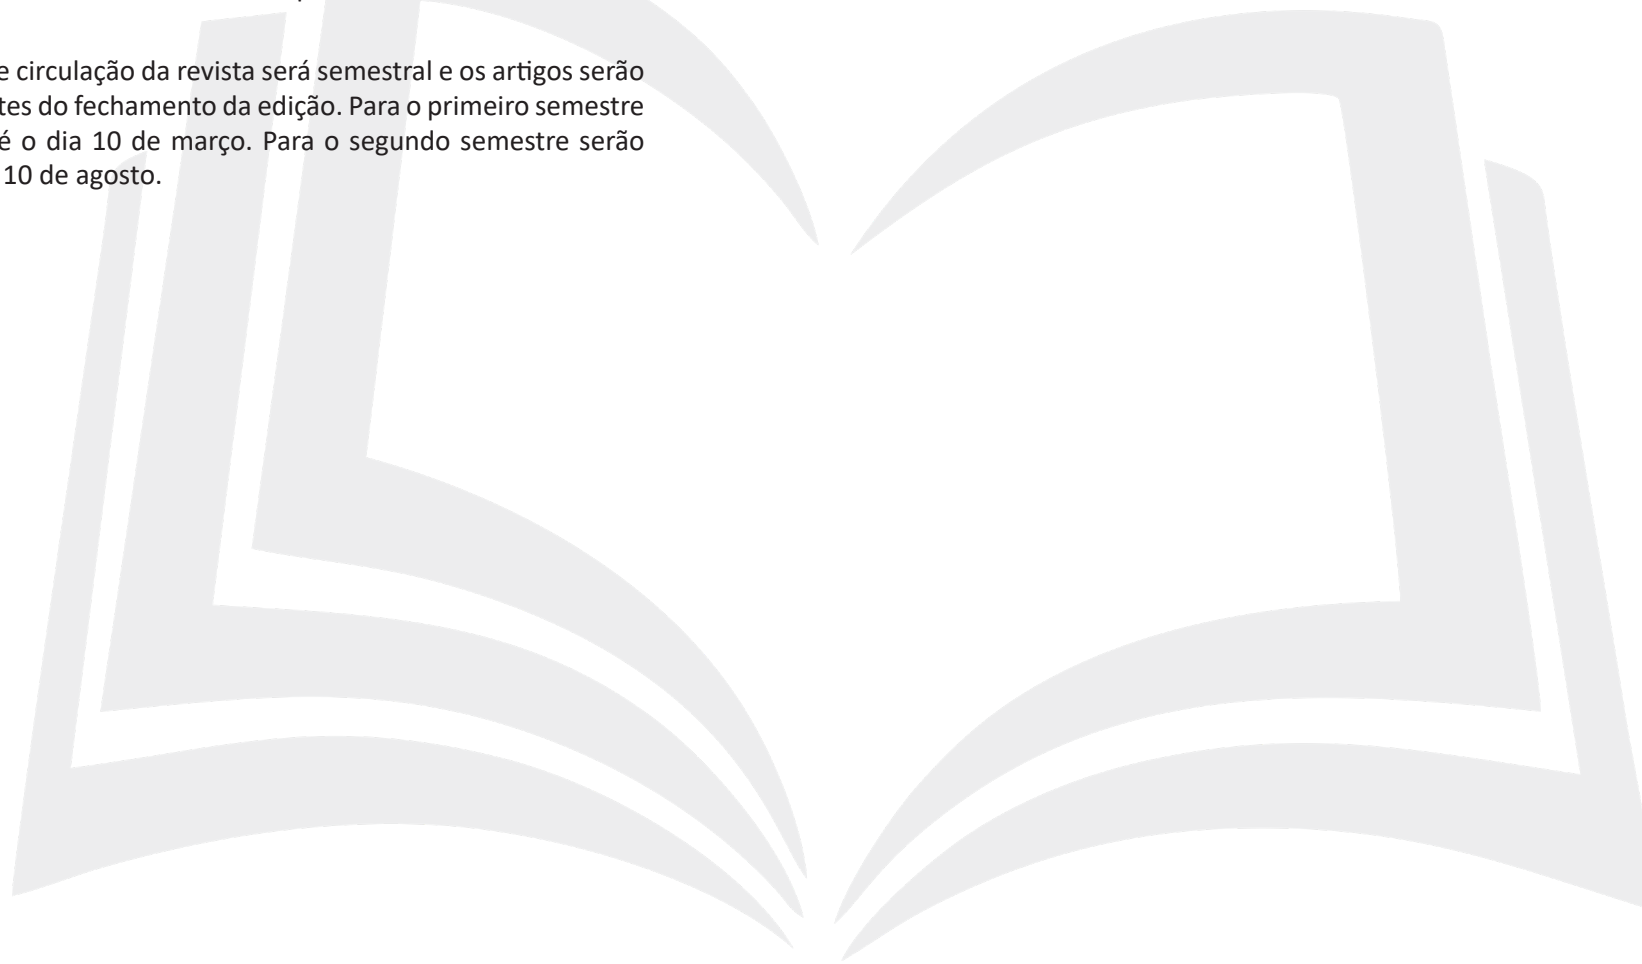 e circulação da revista será semestral e os artigos serão
tes do fechamento da edição. Para o primeiro semestre
é o dia 10 de março. Para o segundo semestre serão
10 de agosto.